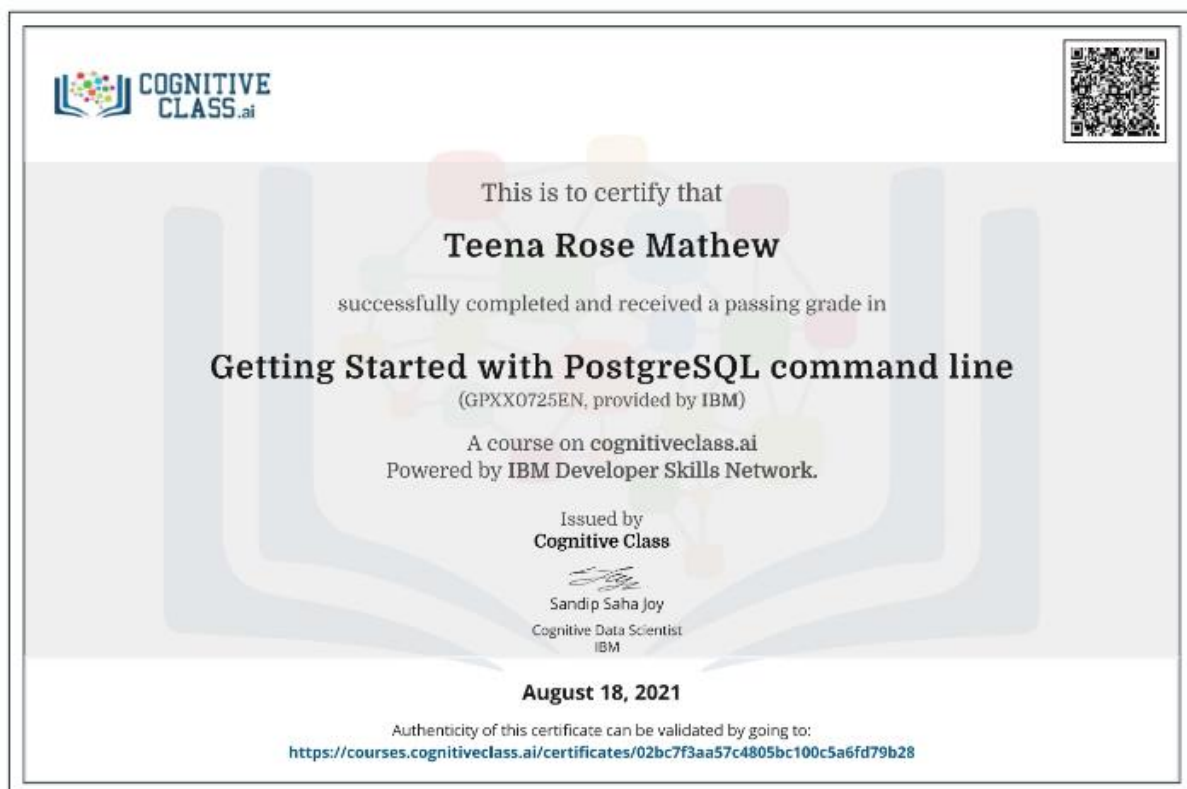 COGNITIVE
CLASS.ai
This is to certify that
Teena Rose Mathew
successfully completed and received a passing grade in
Getting Started with PostgreSQL command line
(GPXX0725EN, provided by IBM)
A course on cognitiveclass.ai
Powered by IBM Developer Skills Network.
Issued by
Cognitive Class
Sandip Saha Joy
Cognitive Data Scientist
IBM
August 18, 2021
Authenticity of this certificate can be validated by going to:
https://courses.cognitiveclass.ai/certificates/02bc7f3aa57c4805bc100c5a6fd79b28